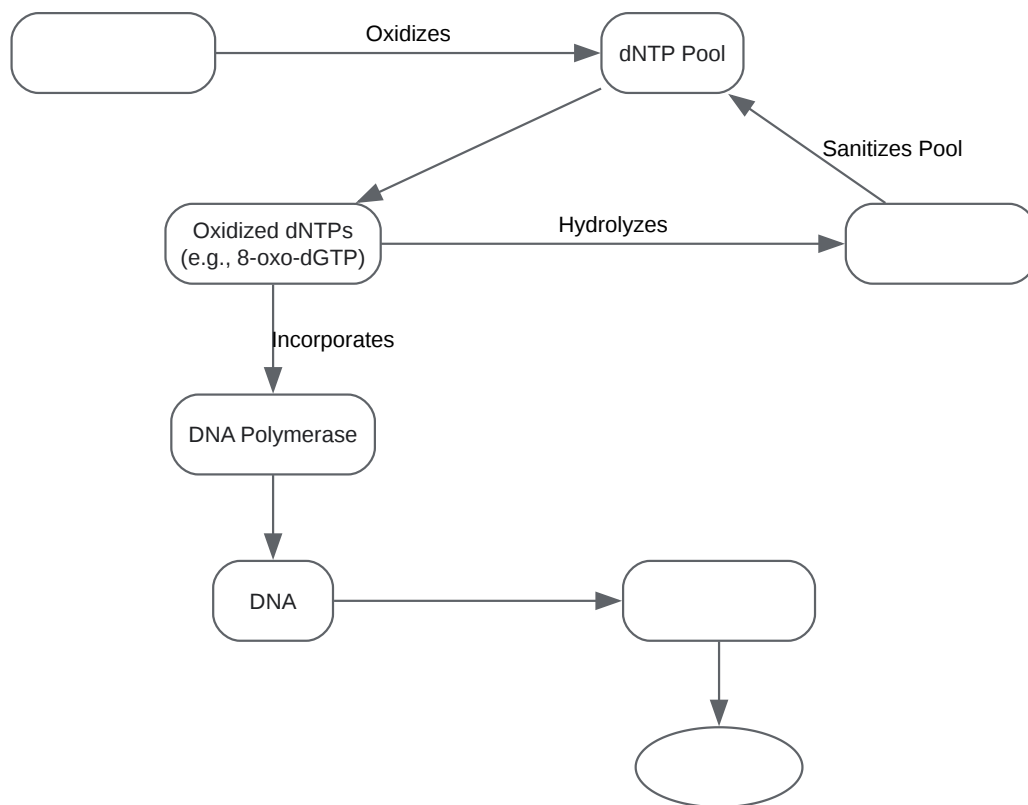 Oxidizes
dNTP Pool
Sanitizes Pool
Oxidized dNTPs
(e.g., 8-oxo-dGTP)
Hydrolyzes
Incorporates
DNA Polymerase
DNA